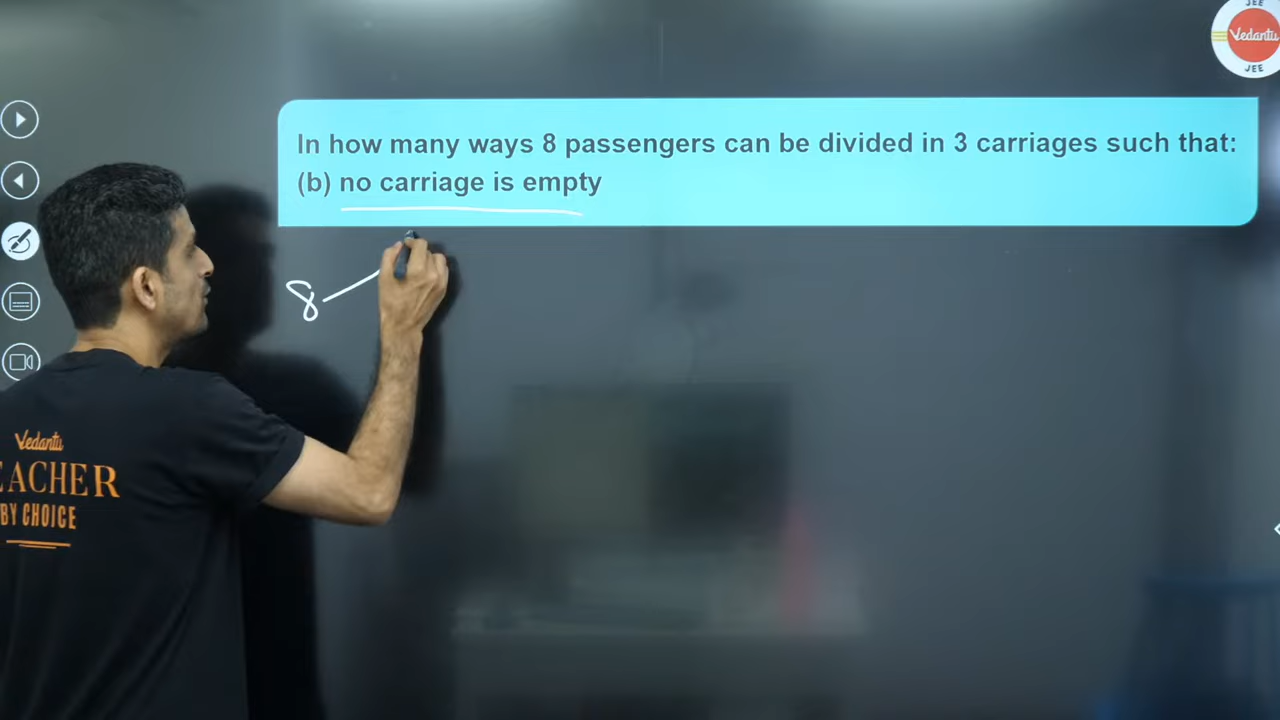 JEE
Vedantu
JEE
In how many ways 8 passengers can be divided in 3 carriages such that:
(b) no carriage is empty
8
Vedantu
EACHER
BY CHOICE